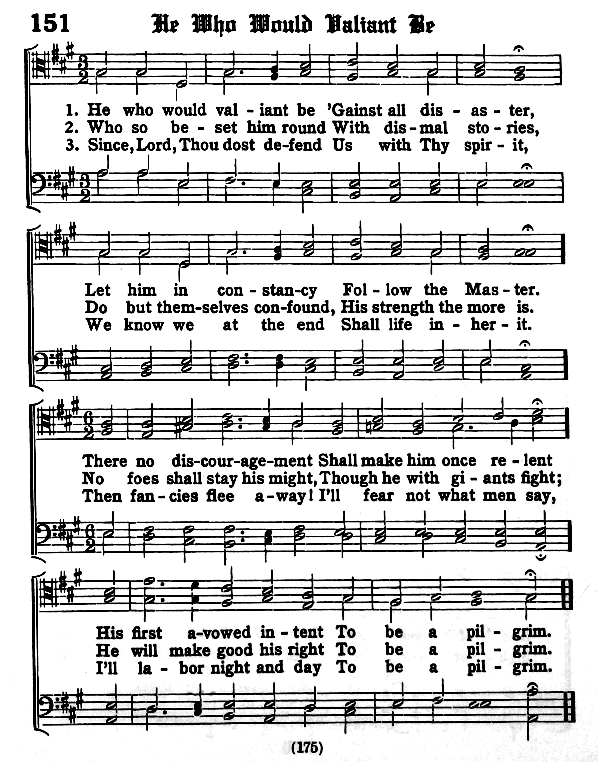 151 He Who Would Valiant Be
1. He who would val - iant be 'Gainst all dis - as - ter,
2. Who so be - set him round With dis - mal sto - ries,
3. Since, Lord, Thou dost de-fend Us with Thy spir - it,
Let him in con - stan-cy Fol - low the Mas - ter.
Do but them-selves con-found, His strength the more is.
We know we at the end Shall life in - her - it.
There no dis-cour-age-ment Shall make him once re - lent
No foes shall stay his might, Though he with gi - ants fight;
Then fan-cies flee a-way! I'll fear not what men say,
His first a-vowed in - tent To be a pil - grim.
He will make good his right To be a pil - grim.
I'll la - bor night and day To be a pil - grim.
(175)